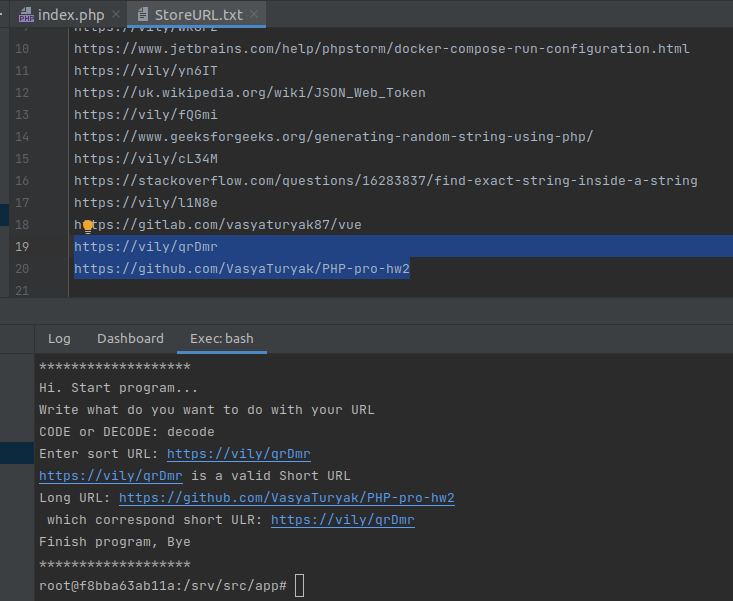 index.php
StoreURL.txt
10 https://www.jetbrains.com/help/phpstorm/docker-compose-run-configuration.html
11 https://vily/yn6IT
12 https://uk.wikipedia.org/wiki/JSON_Web_Token
13 https://vily/fQGmi
14 https://www.geeksforgeeks.org/generating-random-string-using-php/
15 https://vily/cL34M
16 https://stackoverflow.com/questions/16283837/find-exact-string-inside-a-string
17 https://vily/l1N8e
18 https://gitlab.com/vasyaturyak87/vue
19 https://vily/qrDmr
20 https://github.com/VasyaTuryak/PHP-pro-hw2
21
Log Dashboard Exec: bash
*******************
Hi. Start program...
Write what do you want to do with your URL
CODE or DECODE: decode
Enter sort URL: https://vily/qrDmr
https://vily/qrDmr is a valid Short URL
Long URL: https://github.com/VasyaTuryak/PHP-pro-hw2
which correspond short ULR: https://vily/qrDmr
Finish program, Bye
*******************
root@f8bba63ab11a:/srv/src/app#